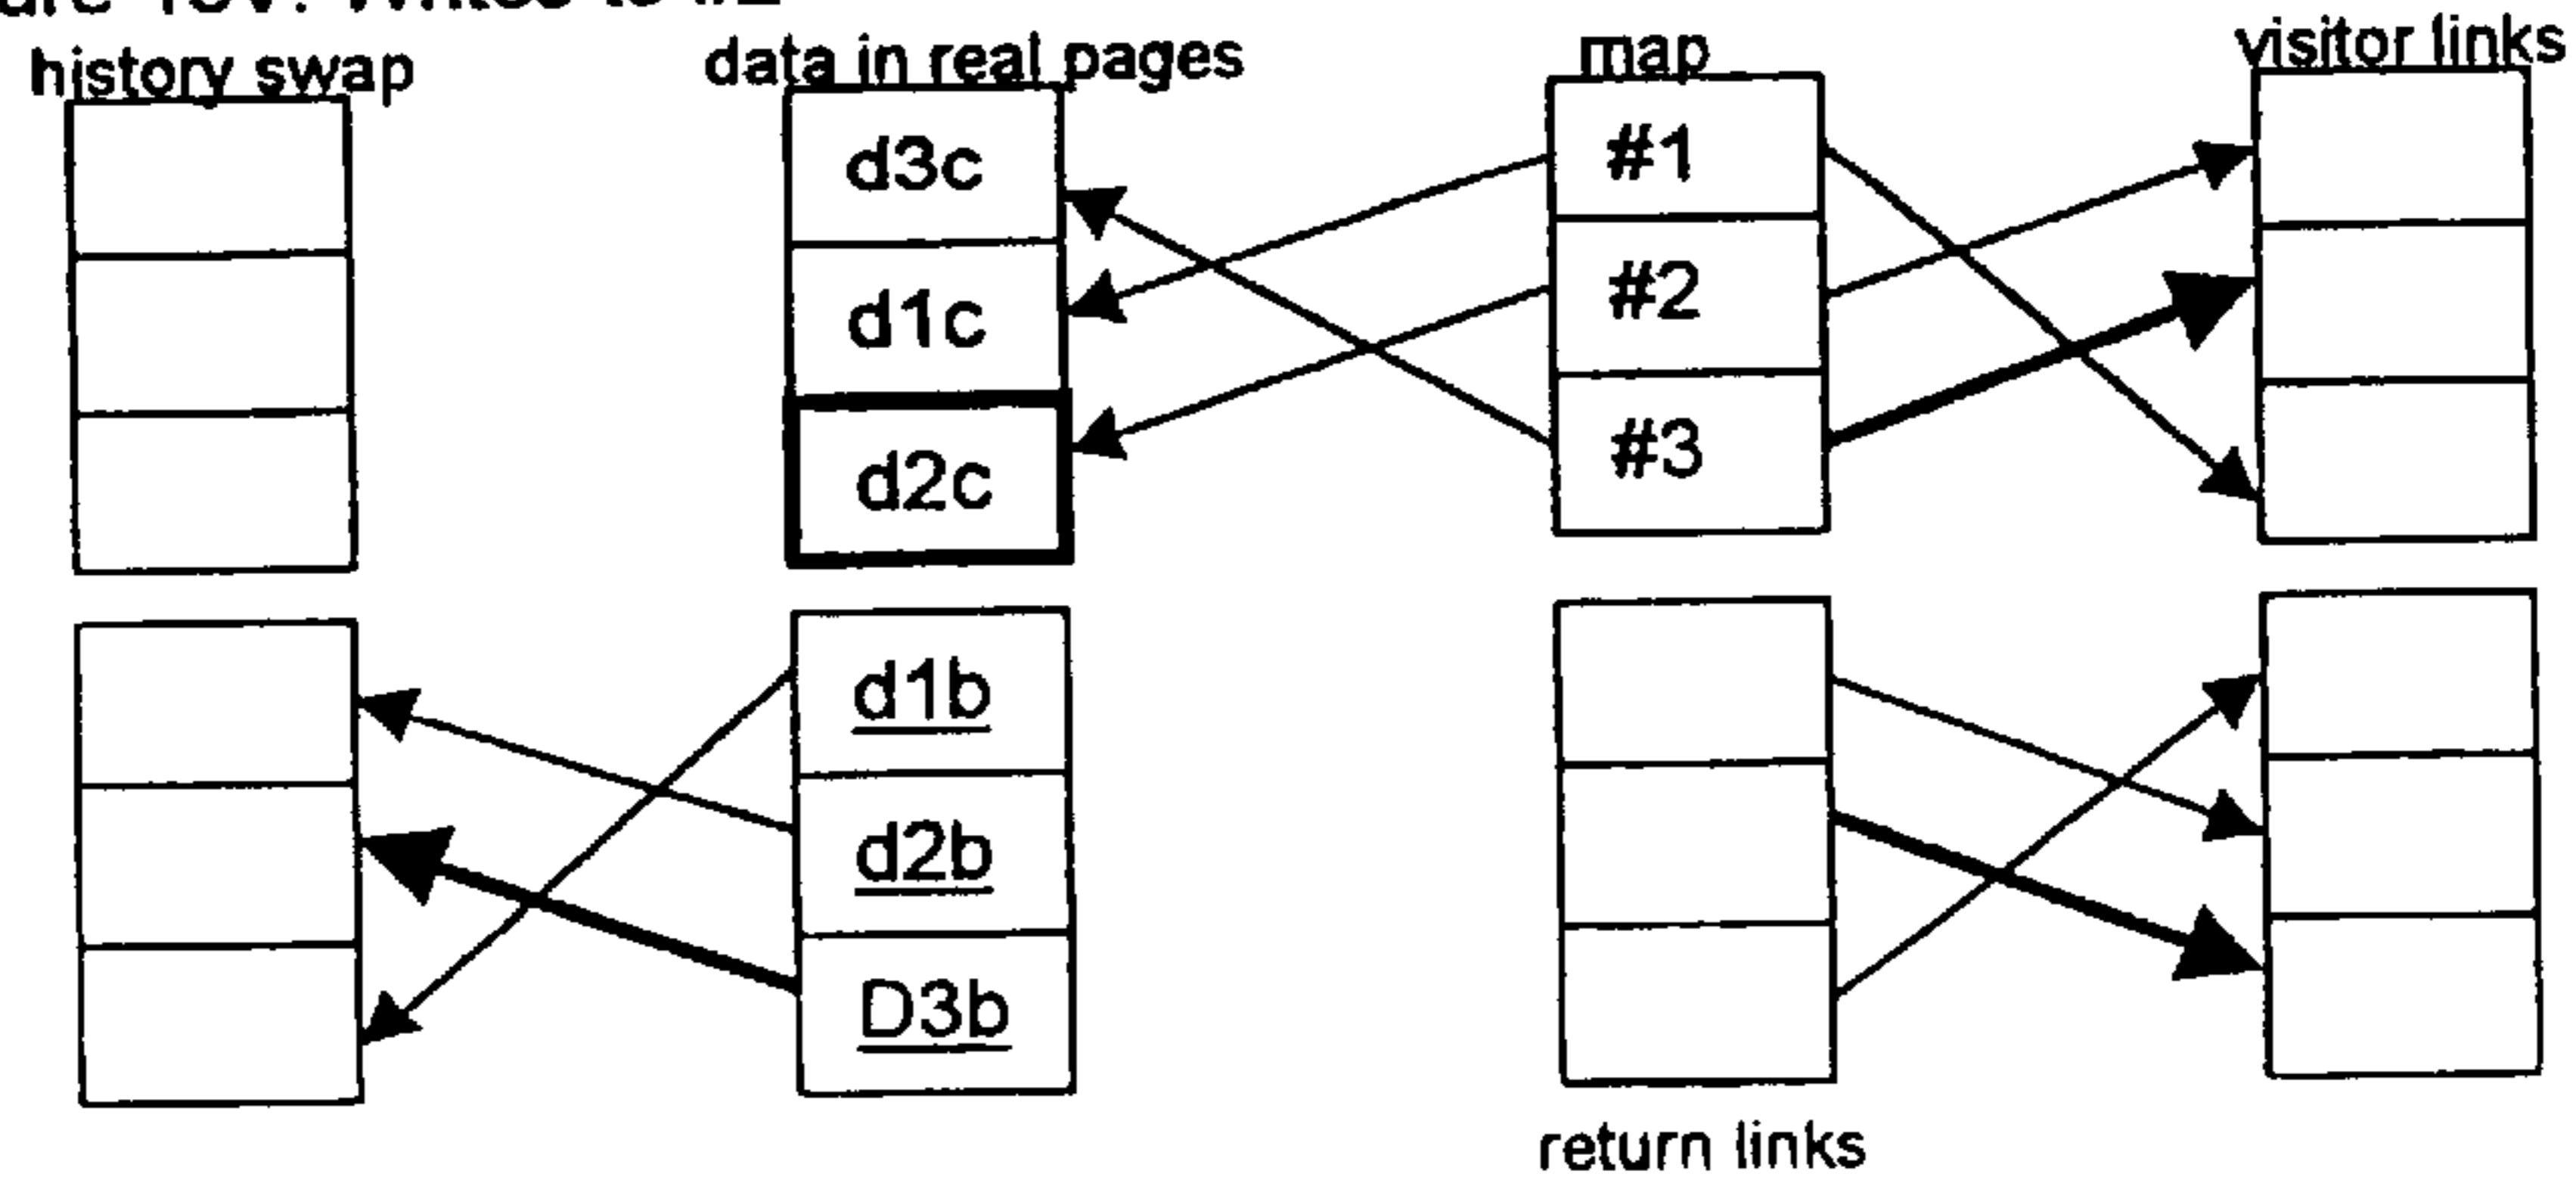 history swap data in real pages map visitor links
d3c #1
d1c #2
d2c #3
d1b
d2b
D3b
return links